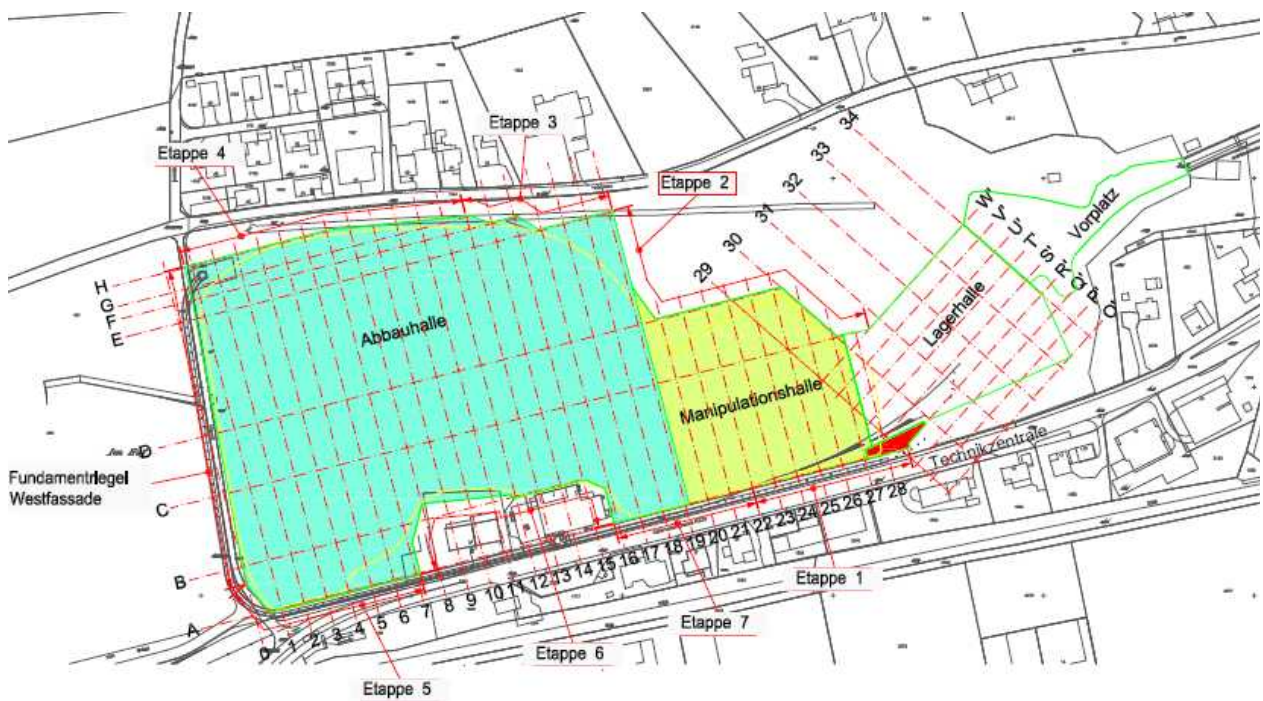 Etappe 3
Etappe 4
Etappe 2
34
33
32
31
30
29
W'
V'
U'
T'
S'
R'
Q'
P'
O'
Vorplatz
Lagerhalle
H
G
F
E
Abbauhalle
Manipulationshalle
D
Fundamentriegel
Westfassade
C
Technikzentrale
B
A
0 1 2 3 4 5 6 7 8 9 10 11 12 13 14 15 16 17 18 19 20 21 22 23 24 25 26 27 28
Etappe 1
Etappe 7
Etappe 6
Etappe 5